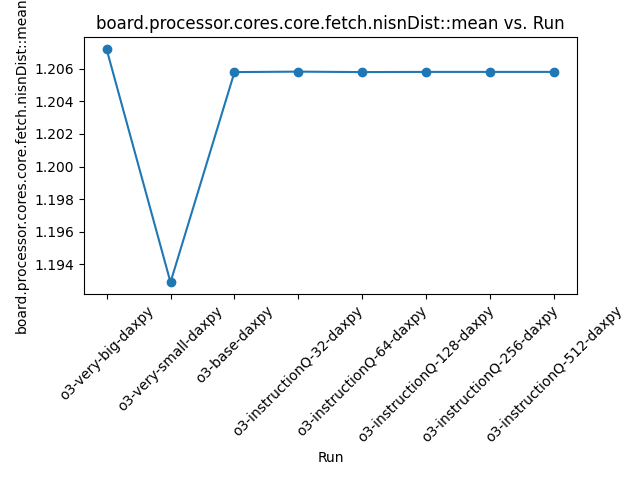 board.processor.cores.core.fetch.nisnDist::mean vs. Run
board.processor.cores.core.fetch.nisnDist::mean
1.206
1.204
1.202
1.200
1.198
1.196
1.194
o3-very-big-daxpy
o3-very-small-daxpy
o3-base-daxpy
o3-instructionQ-32-daxpy
o3-instructionQ-64-daxpy
o3-instructionQ-128-daxpy
o3-instructionQ-256-daxpy
o3-instructionQ-512-daxpy
Run